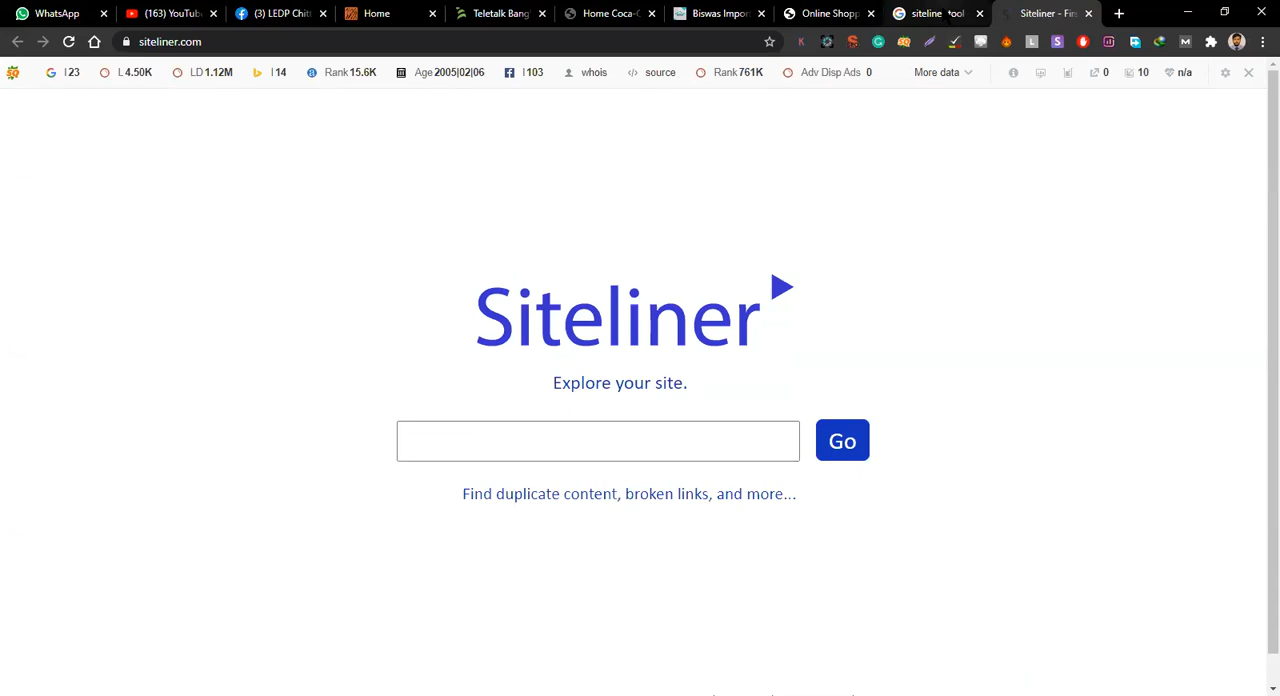 WhatsApp (163) YouTube (3) LEDP Chitt Home Teletalk Bang Home Coca-C Biswas Impor Online Shopp siteline tool Siteliner - Fir
siteliner.com
I 23 L 4.50K LD 1.12M I 14 Rank 15.6K Age 2005|02|06 I 103 whois source Rank 761K Adv Disp Ads 0 More data 0 10 n/a
Siteliner
Explore your site.
Go
Find duplicate content, broken links, and more...